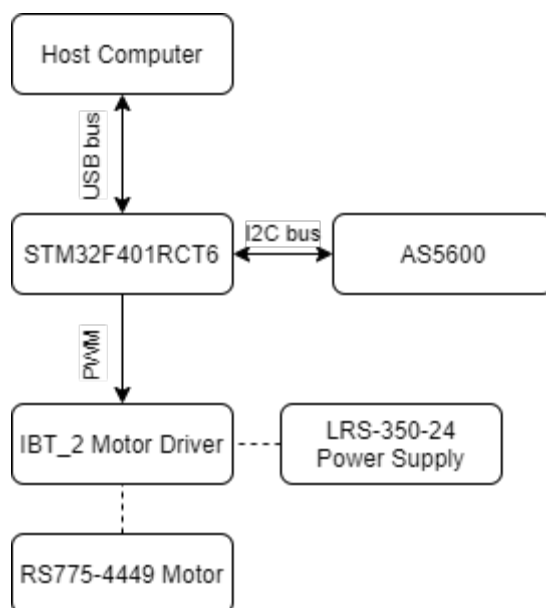 Host Computer
USB bus
STM32F401RCT6
I2C bus
AS5600
PWM
IBT_2 Motor Driver
LRS-350-24
Power Supply
RS775-4449 Motor